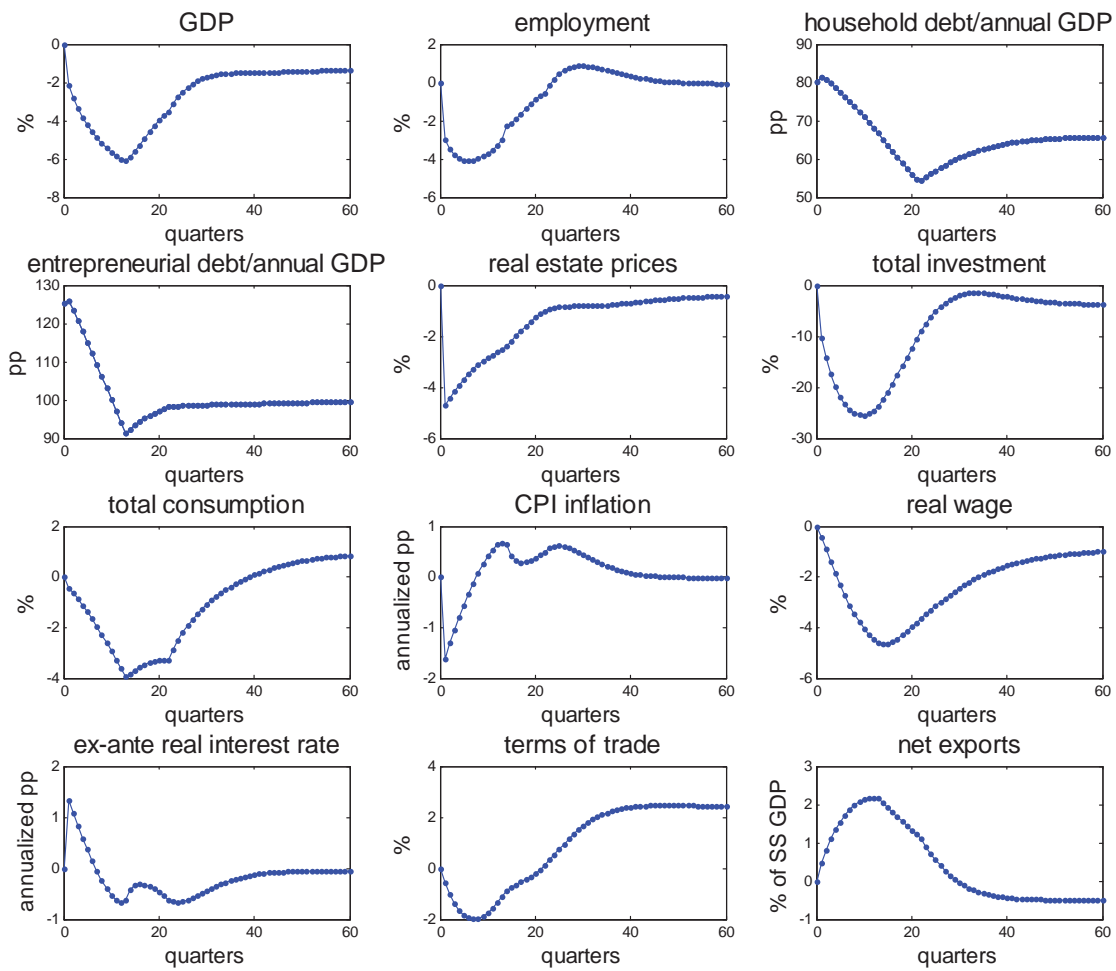 GDP
0
-2
-4
-6
-8
%
0 20 40 60
quarters
employment
2
0
-2
-4
-6
%
0 20 40 60
quarters
household debt/annual GDP
90
80
70
60
50
pp
0 20 40 60
quarters
entrepreneurial debt/annual GDP
130
120
110
100
90
pp
0 20 40 60
quarters
real estate prices
0
-2
-4
-6
%
0 20 40 60
quarters
total investment
0
-10
-20
-30
%
0 20 40 60
quarters
total consumption
2
0
-2
-4
%
0 20 40 60
quarters
CPI inflation
1
0
-1
-2
annualized pp
0 20 40 60
quarters
real wage
0
-2
-4
-6
%
0 20 40 60
quarters
ex-ante real interest rate
2
1
0
-1
annualized pp
0 20 40 60
quarters
terms of trade
4
2
0
-2
%
0 20 40 60
quarters
net exports
3
2
1
0
-1
% of SS GDP
0 20 40 60
quarters